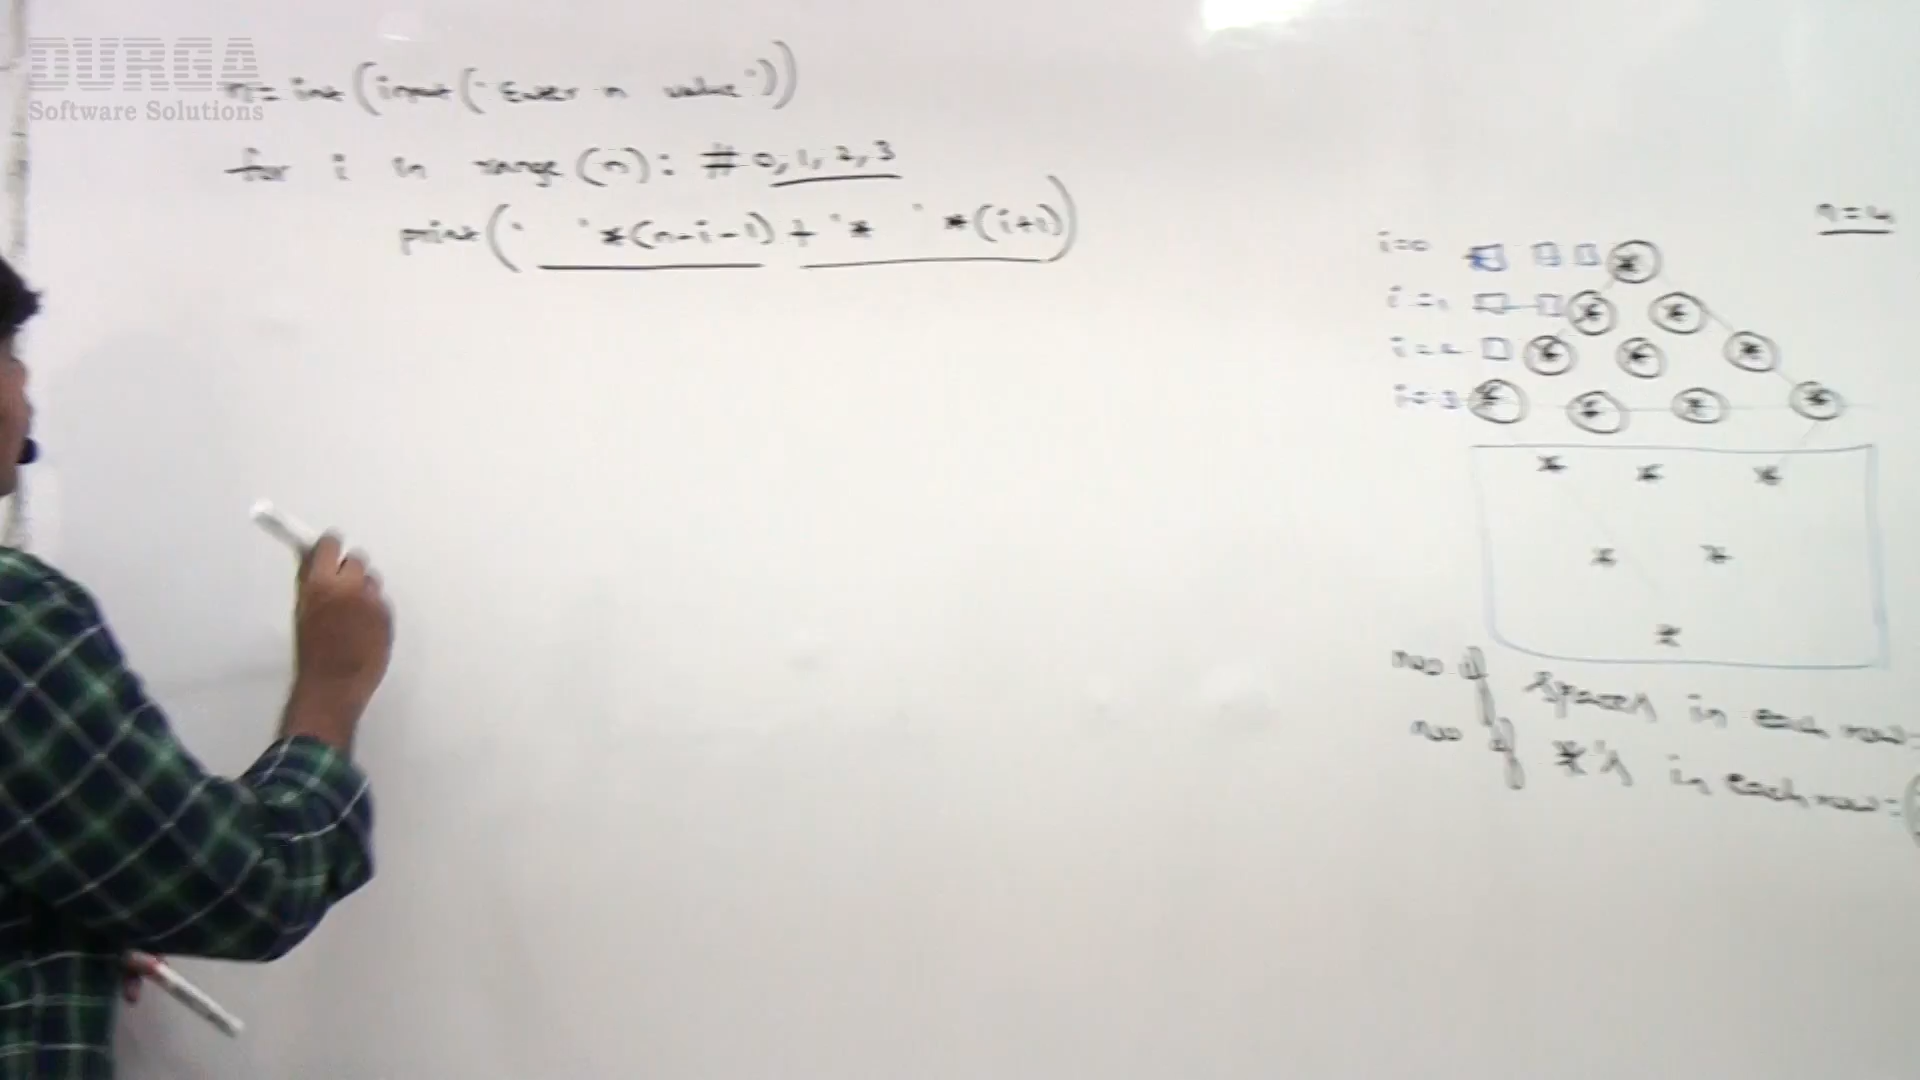 DURGA
Software Solutions
n = int(input('Enter n value'))
for i in range(n): #0,1,2,3
print(' '*(n-i-1)+'* '*(i+1))
n=4
i=0 *
i=1 * *
i=2 * * *
i=3 * * * *
* * *
* *
*
no of spaces in each row:
no of *'s in each row: